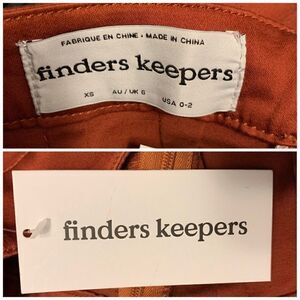 FABRIQUE EN CHINE • MADE IN CHINA
finders keepers
XS AU / UK 6 USA 0-2
finders keepers